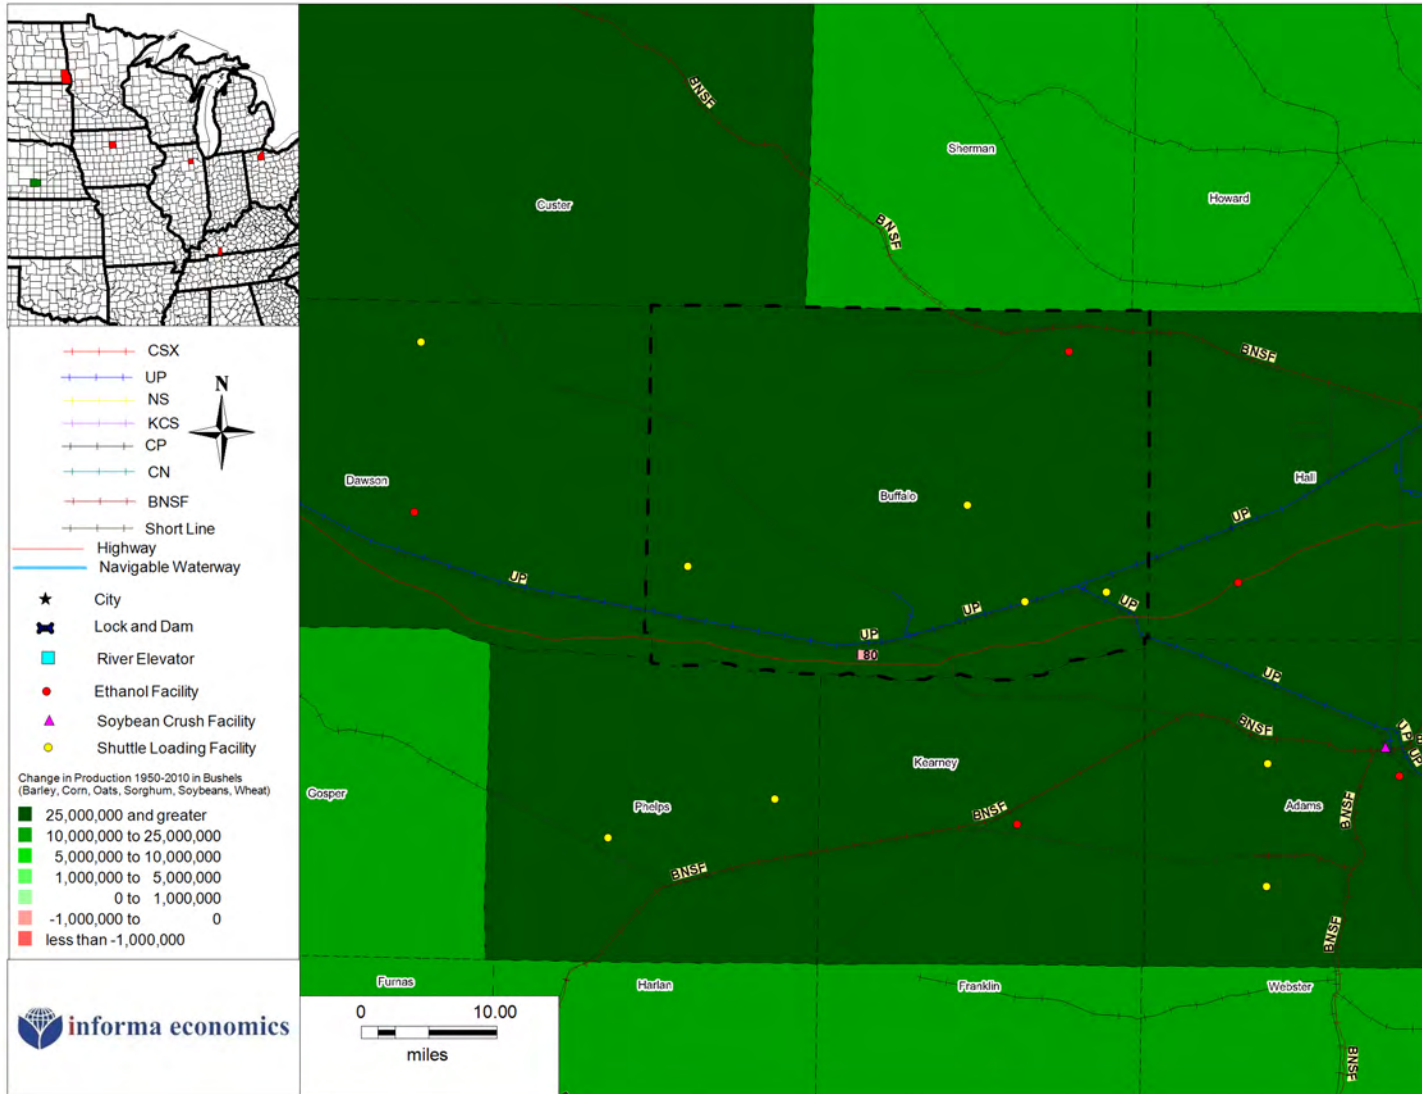 CSX
UP
N
NS
KCS
CP
CN
BNSF
Short Line
Highway
Navigable Waterway
City
Lock and Dam
River Elevator
Ethanol Facility
Soybean Crush Facility
Shuttle Loading Facility
Change in Production 1950-2010 in Bushels
(Barley, Corn, Oats, Sorghum, Soybeans, Wheat)
25,000,000 and greater
10,000,000 to 25,000,000
5,000,000 to 10,000,000
1,000,000 to 5,000,000
0 to 1,000,000
-1,000,000 to 0
less than -1,000,000
informa economics
BNSF
Sherman
Custer
Howard
BNSF
BNSF
Dawson
Buffalo
Hall
UP
UP
UP
UP
UP
80
UP
BNSF
UP
UP
Kearney
Gosper
Phelps
Adams
BNSF
BNSF
BNSF
BNSF
Furnas
Harlan
Franklin
Webster
0 10.00
miles
BNSF